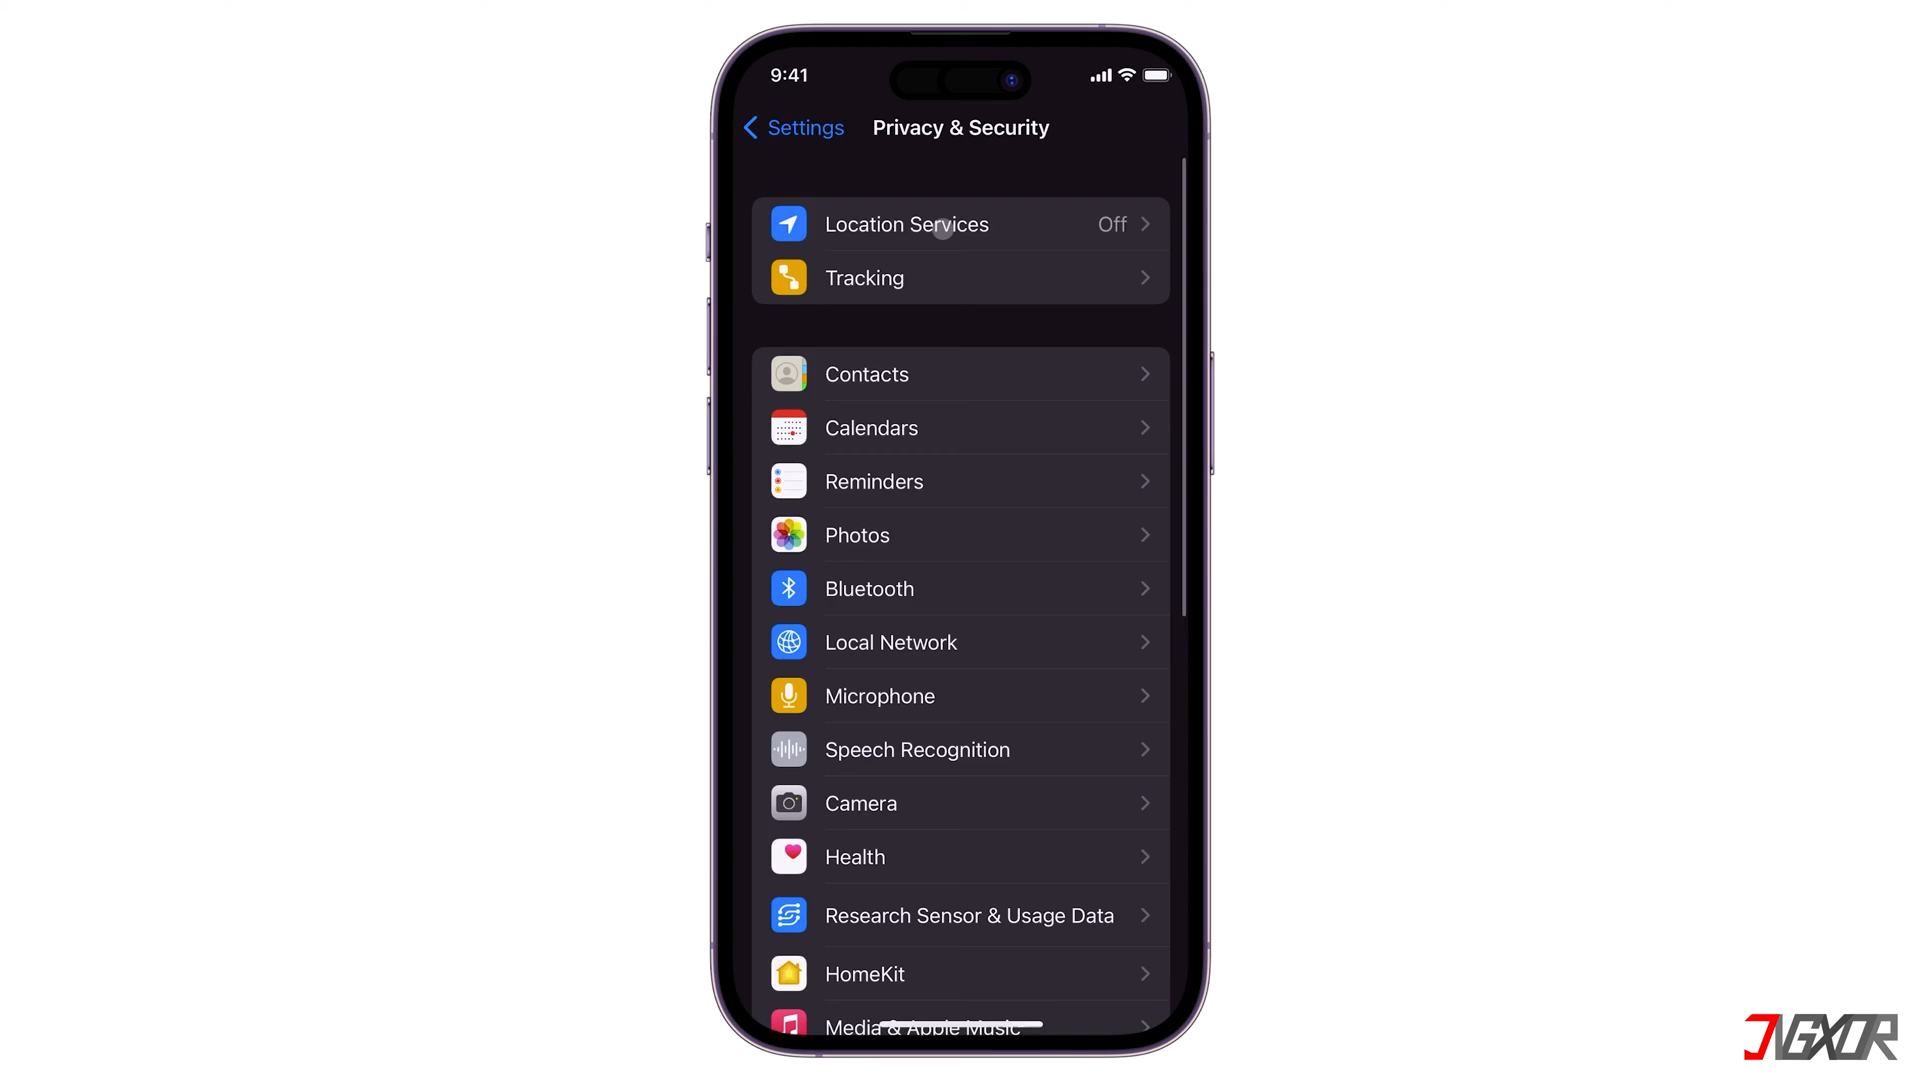 9:41
Settings
Privacy & Security
Location Services
Off
Tracking
Contacts
Calendars
Reminders
Photos
Bluetooth
Local Network
Microphone
Speech Recognition
Camera
Health
Research Sensor & Usage Data
HomeKit
Media & Apple Music
JIGXOR